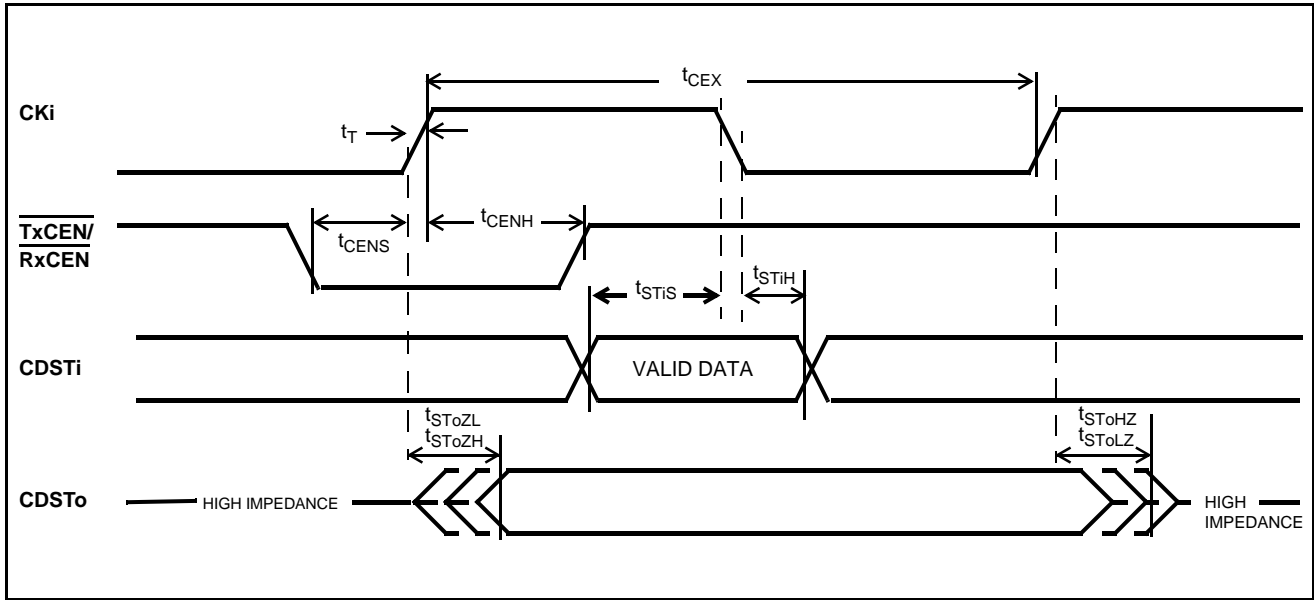 tCEX
CKi
tT
TxCEN/
RxCEN
tCENS
tCENH
tSTiS
tSTiH
CDSTi
VALID DATA
tSToZL
tSToZH
tSToHZ
tSToLZ
CDSTo
HIGH IMPEDANCE
HIGH
IMPEDANCE